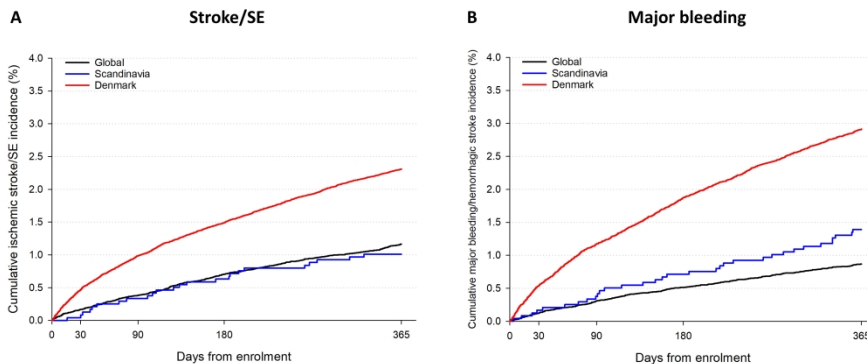 A
Stroke/SE
Cumulative ischemic stroke/SE incidence (%)
4.0
3.5
3.0
2.5
2.0
1.5
1.0
0.5
0.0
Global
Scandinavia
Denmark
0 30 90 180 365
Days from enrolment
B
Major bleeding
Cumulative major bleeding/hemorrhagic stroke incidence (%)
4.0
3.5
3.0
2.5
2.0
1.5
1.0
0.5
0.0
Global
Scandinavia
Denmark
0 30 90 180 365
Days from enrolment